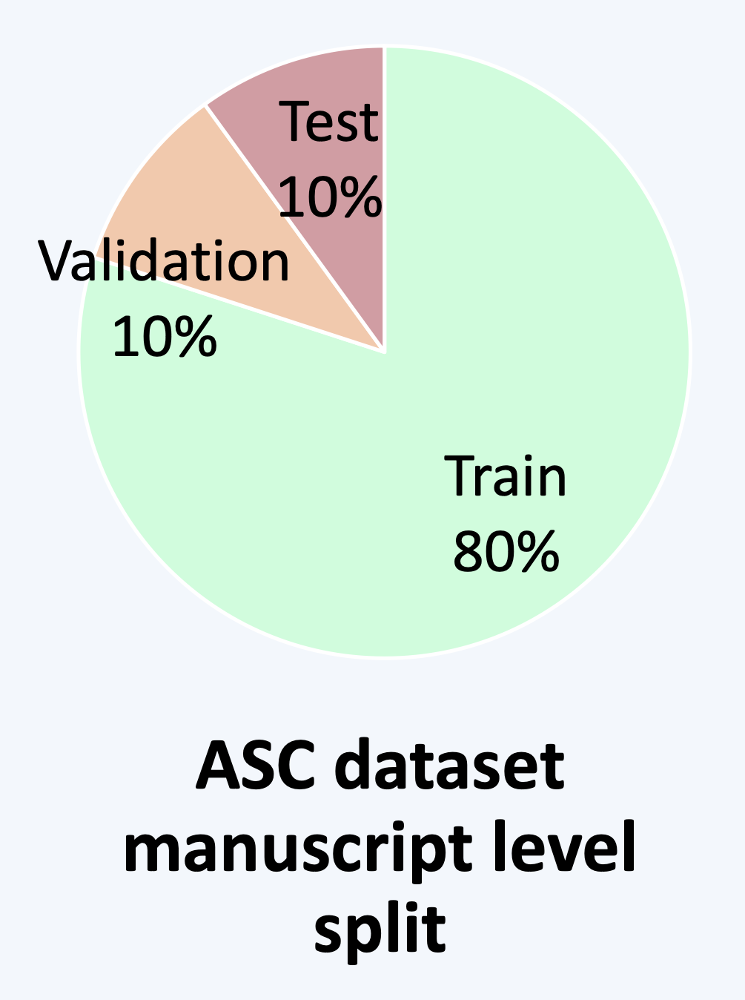 Test
10%
Validation
10%
Train
80%
ASC dataset
manuscript level
split